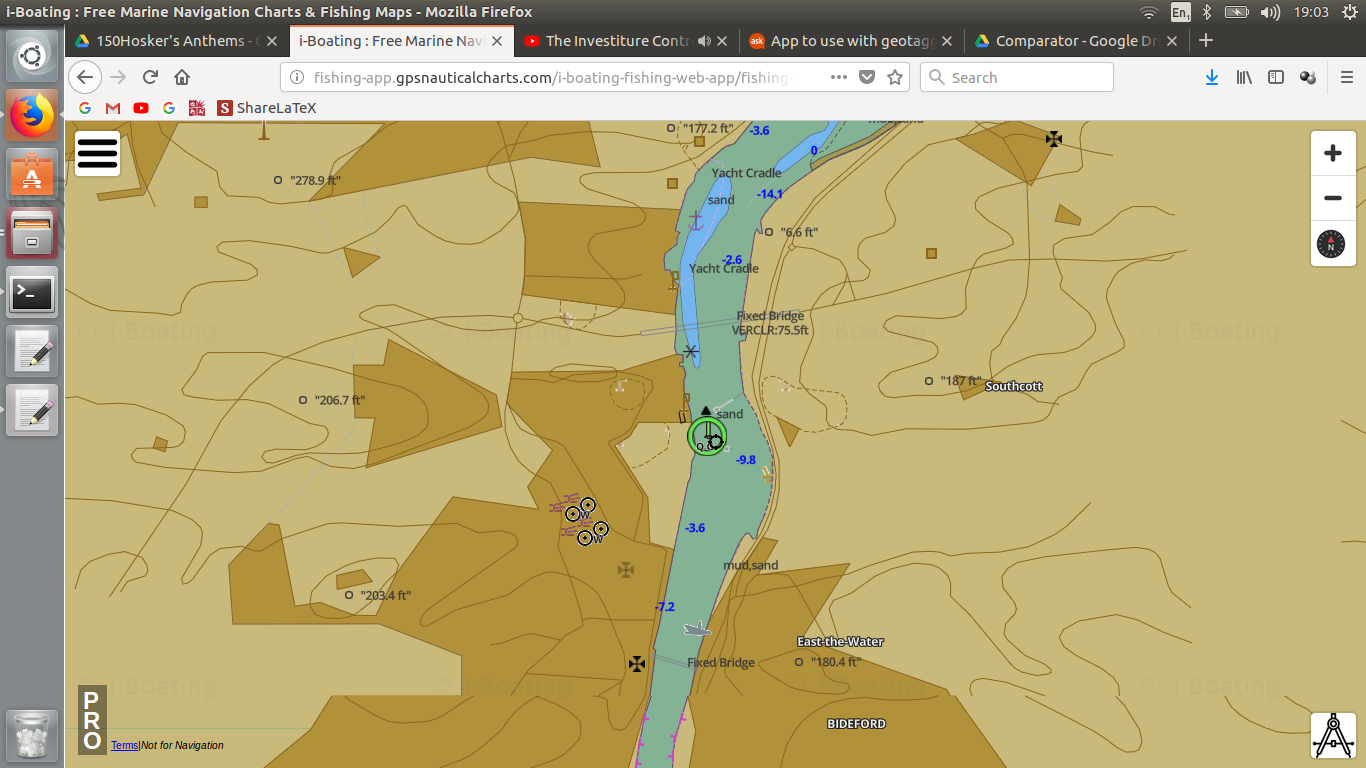 i-Boating : Free Marine Navigation Charts & Fishing Maps - Mozilla Firefox
En1
19:03
150Hosker's Anthems -
i-Boating : Free Marine Navi
The Investiture Contr
ask
App to use with geotagg
Comparator - Google Dri
fishing-app.gpsnauticalcharts.com/i-boating-fishing-web-app/fishing-
Search
ShareLaTeX
"177.2 ft"
-3.6
0
Yacht Cradle
"278.9 ft"
-14.1
sand
"6.6 ft"
-2.6
Yacht Cradle
Fixed Bridge
VERCLR:75.5ft
© i-Boating
© i-Boating
© i-Boating
© i-Boating
"187 ft"
Southcott
"206.7 ft"
sand
-9.8
W
W
-3.6
mud,sand
"203.4 ft"
-7.2
East-the-Water
Fixed Bridge
"180.4 ft"
© i-Boating
© i-Boating
© i-Boating
© i-Boating
BIDEFORD
PRO
Terms|Not for Navigation